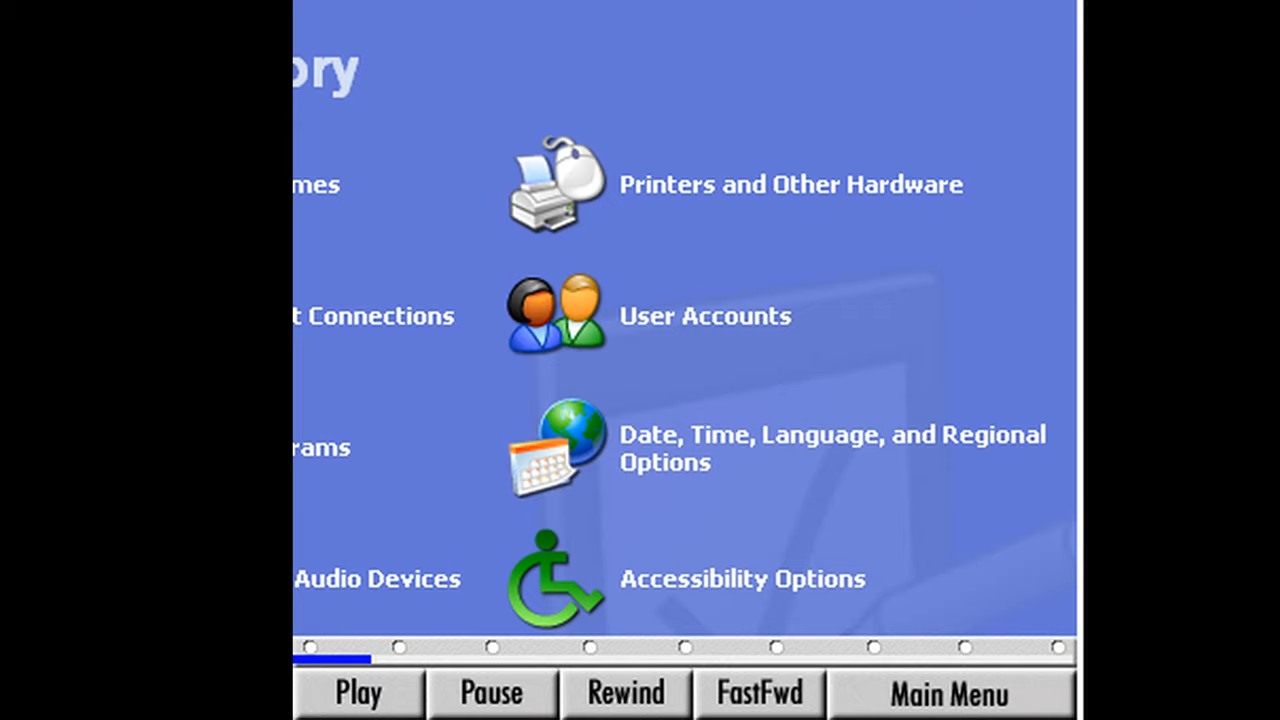 ory
mes
Printers and Other Hardware
t Connections
User Accounts
rams
Date, Time, Language, and Regional
Options
Audio Devices
Accessibility Options
Play
Pause
Rewind
FastFwd
Main Menu